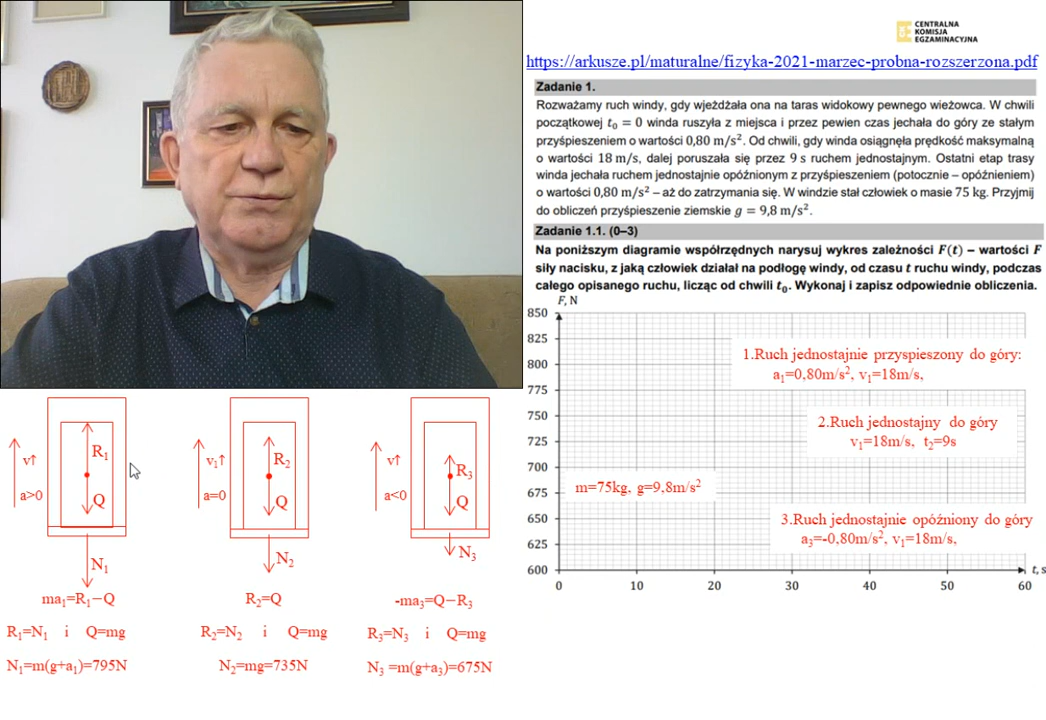 CENTRALNA
KOMISJA
EGZAMINACYJNA
https://arkusze.pl/maturalne/fizyka-2021-marzec-probna-rozszerzona.pdf
Zadanie 1.
Rozważamy ruch windy, gdy wjeżdżała ona na taras widokowy pewnego wieżowca. W chwili
początkowej t₀ = 0 winda ruszyła z miejsca i przez pewien czas jechała do góry ze stałym
przyśpieszeniem o wartości 0,80 m/s². Od chwili, gdy winda osiągnęła prędkość maksymalną
o wartości 18 m/s, dalej poruszała się przez 9 s ruchem jednostajnym. Ostatni etap trasy
winda jechała ruchem jednostajnie opóźnionym z przyśpieszeniem (potocznie – opóźnieniem)
o wartości 0,80 m/s² – aż do zatrzymania się. W windzie stał człowiek o masie 75 kg. Przyjmij
do obliczeń przyśpieszenie ziemskie g = 9,8 m/s².
Zadanie 1.1. (0–3)
Na poniższym diagramie współrzędnych narysuj wykres zależności F(t) – wartości F
siły nacisku, z jaką człowiek działał na podłogę windy, od czasu t ruchu windy, podczas
całego opisanego ruchu, licząc od chwili t₀. Wykonaj i zapisz odpowiednie obliczenia.
F, N
850
825
800
775
750
725
700
675
650
625
600
0 10 20 30 40 50 60
t, s
1.Ruch jednostajnie przyspieszony do góry:
a₁=0,80m/s², v₁=18m/s,
2.Ruch jednostajny do góry
v₁=18m/s, t₂=9s
m=75kg, g=9,8m/s²
3.Ruch jednostajnie opóźniony do góry
a₃=-0,80m/s², v₁=18m/s,
v↑
a>0
R₁
Q
N₁
ma₁=R₁−Q
R₁=N₁ i Q=mg
N₁=m(g+a₁)=795N
v₁↑
a=0
R₂
Q
N₂
R₂=Q
R₂=N₂ i Q=mg
N₂=mg=735N
v↑
a<0
R₃
Q
N₃
-ma₃=Q−R₃
R₃=N₃ i Q=mg
N₃ =m(g+a₃)=675N